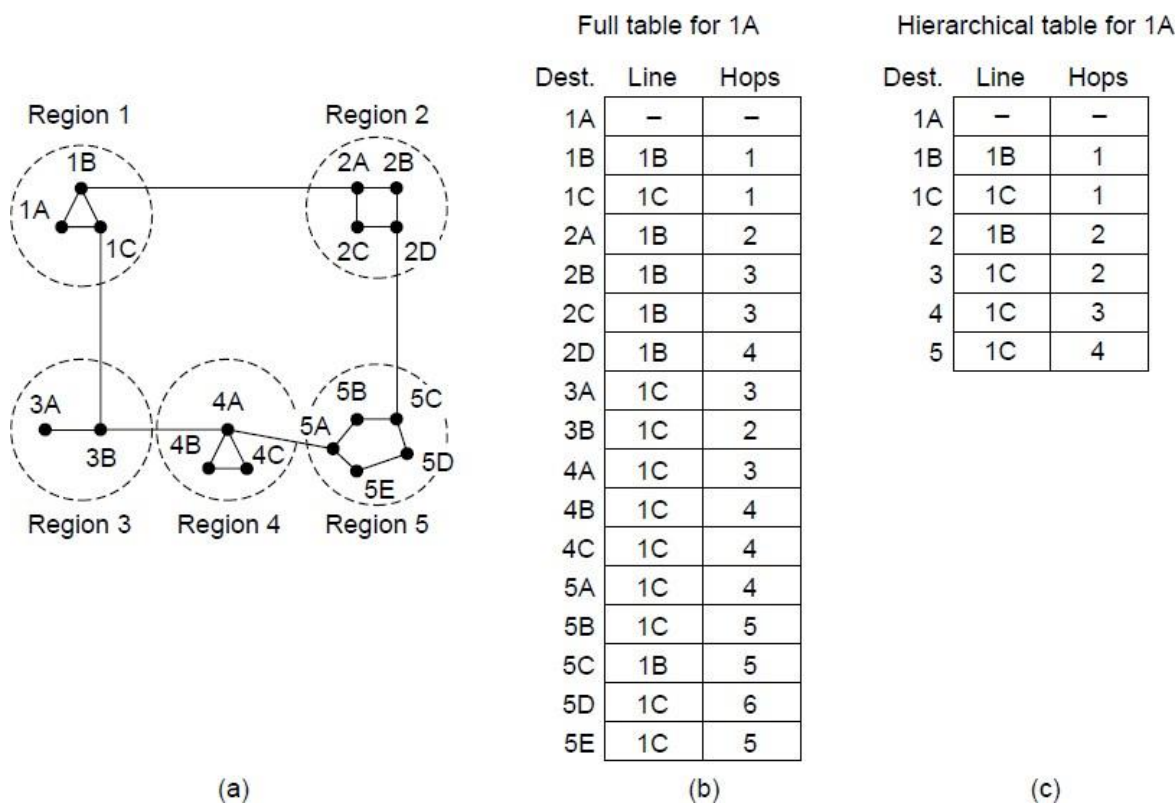 Full table for 1A
Hierarchical table for 1A
Dest. Line Hops
Dest. Line Hops
Region 1
Region 2
1B
2A 2B
1A
1C
2C 2D
3A
3B
4A
4B 4C
5B 5C
5A
5D
5E
Region 3 Region 4 Region 5
(a)
1A – –
1B 1B 1
1C 1C 1
2A 1B 2
2B 1B 3
2C 1B 3
2D 1B 4
3A 1C 3
3B 1C 2
4A 1C 3
4B 1C 4
4C 1C 4
5A 1C 4
5B 1C 5
5C 1B 5
5D 1C 6
5E 1C 5
(b)
1A – –
1B 1B 1
1C 1C 1
2 1B 2
3 1C 2
4 1C 3
5 1C 4
(c)